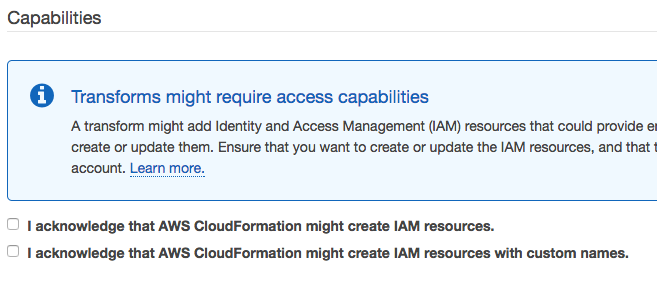 Capabilities
Transforms might require access capabilities
A transform might add Identity and Access Management (IAM) resources that could provide
create or update them. Ensure that you want to create or update the IAM resources, and that
account. Learn more.
I acknowledge that AWS CloudFormation might create IAM resources.
I acknowledge that AWS CloudFormation might create IAM resources with custom names.